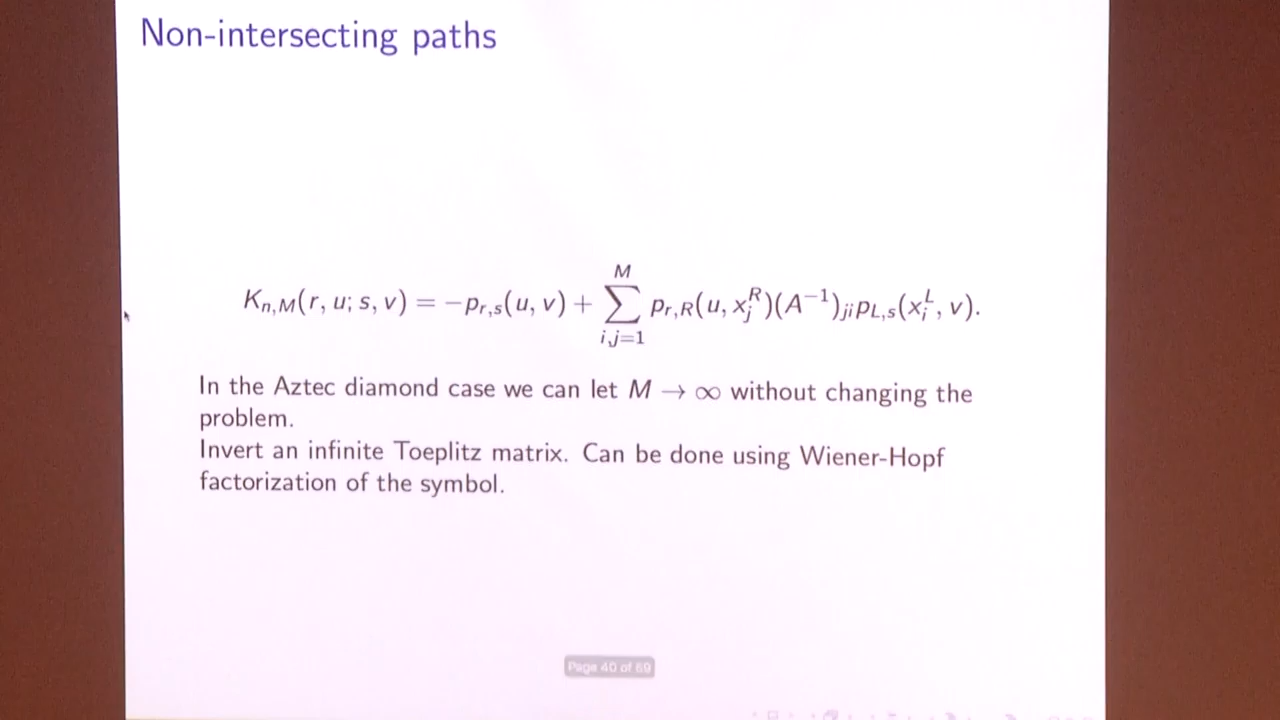 Non-intersecting paths
M
K_{n,M}(r, u; s, v) = −p_{r,s}(u, v) + ∑ p_{r,R}(u, x_j^R)(A^{−1})_{ji} p_{L,s}(x_i^L, v).
i,j=1
In the Aztec diamond case we can let M → ∞ without changing the
problem.
Invert an infinite Toeplitz matrix. Can be done using Wiener-Hopf
factorization of the symbol.
Page 40 of 69